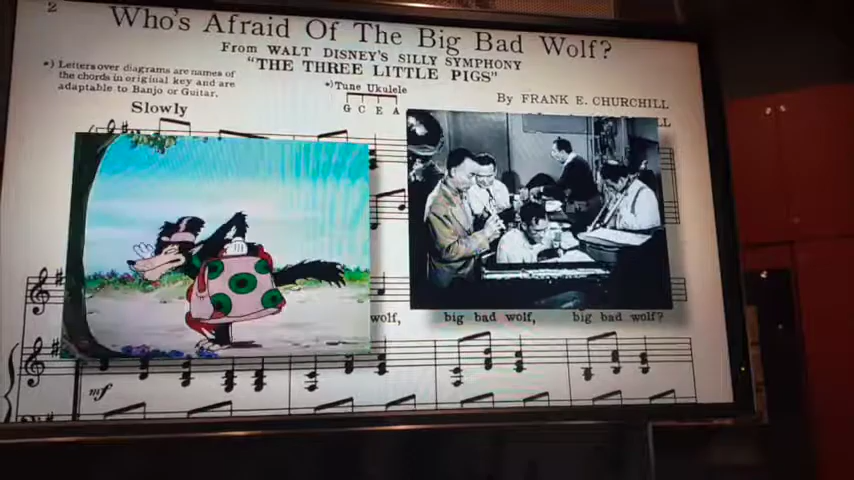 2
Who's Afraid Of The Big Bad Wolf?
From WALT DISNEY'S SILLY SYMPHONY
"THE THREE LITTLE PIGS"
*) Letters over diagrams are names of
the chords in original key and are
adaptable to Banjo or Guitar.
*) Tune Ukulele
G C E A
By FRANK E. CHURCHILL
Slowly
LL
wolf, big bad wolf, big bad wolf?
mf